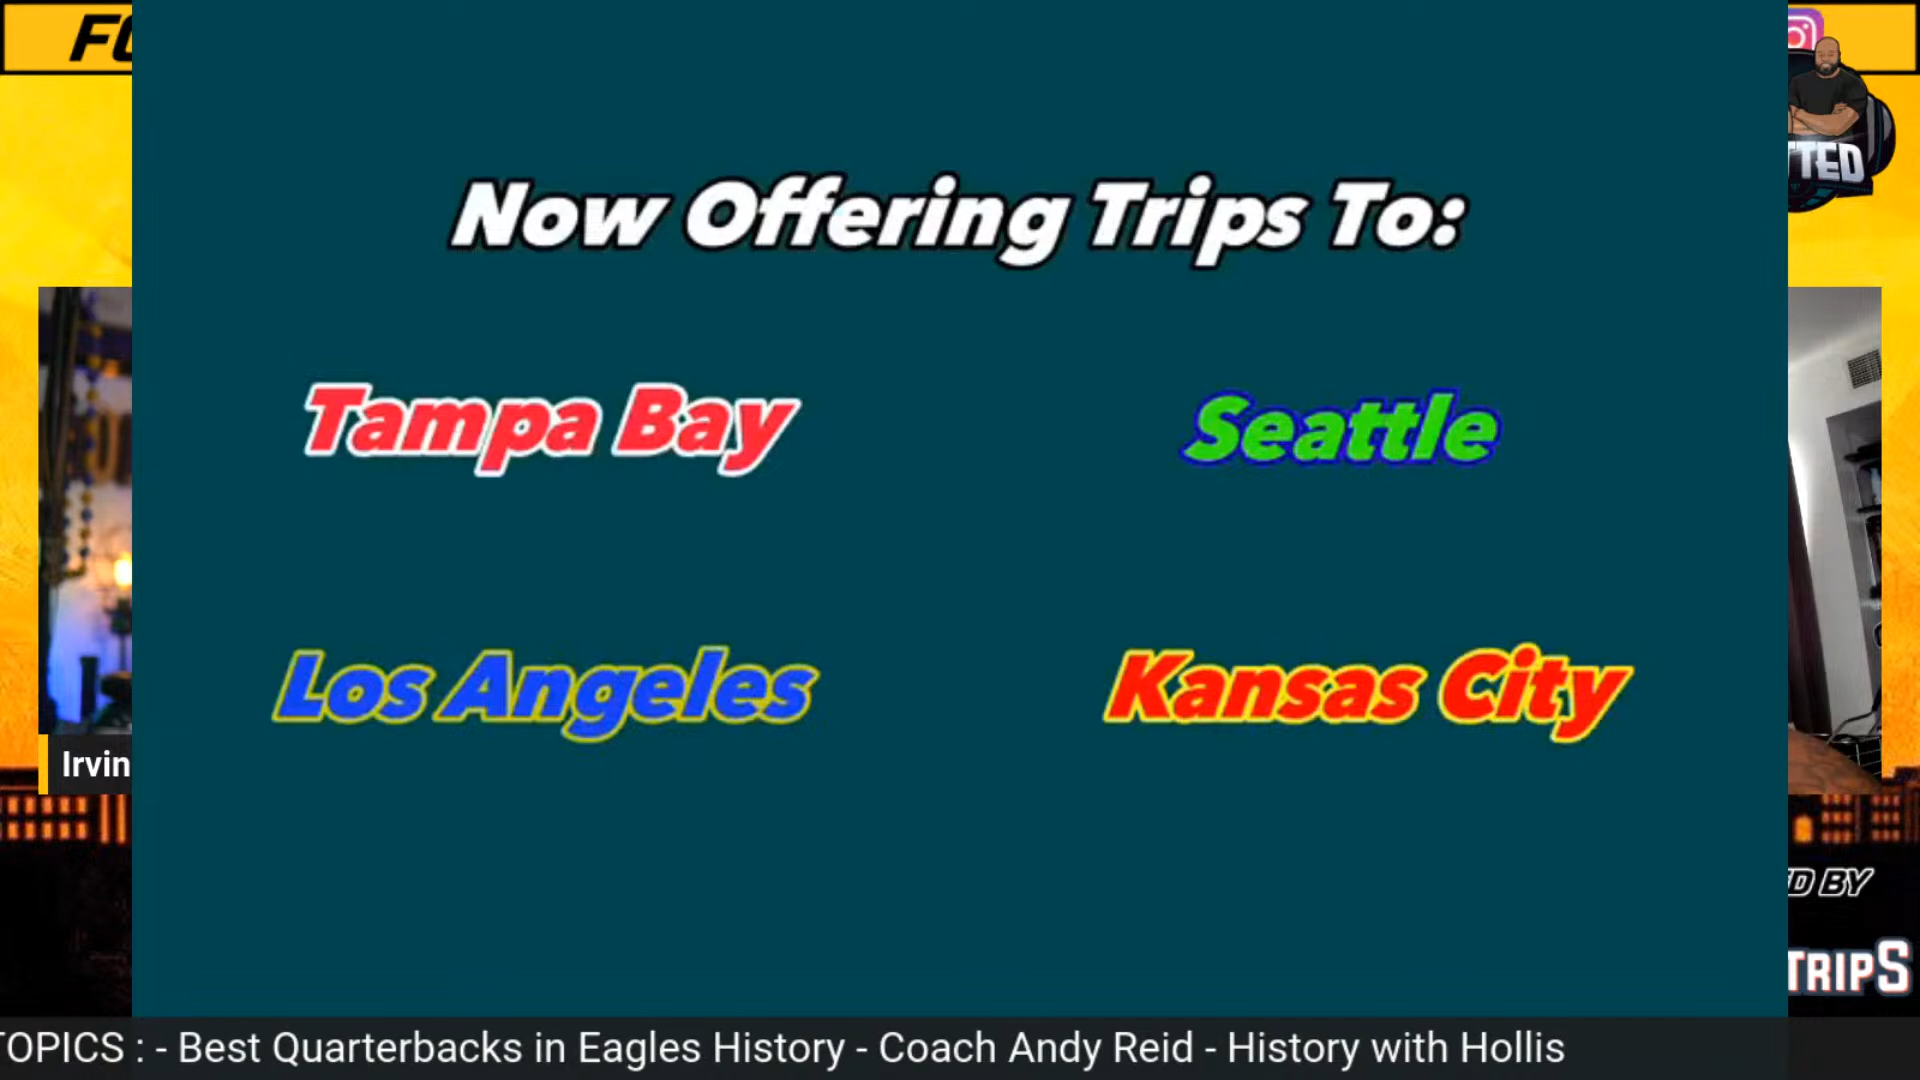 Now Offering Trips To:
Tampa Bay
Seattle
Los Angeles
Kansas City
Irvin
BY
TRIPS
TOPICS : - Best Quarterbacks in Eagles History - Coach Andy Reid - History with Hollis